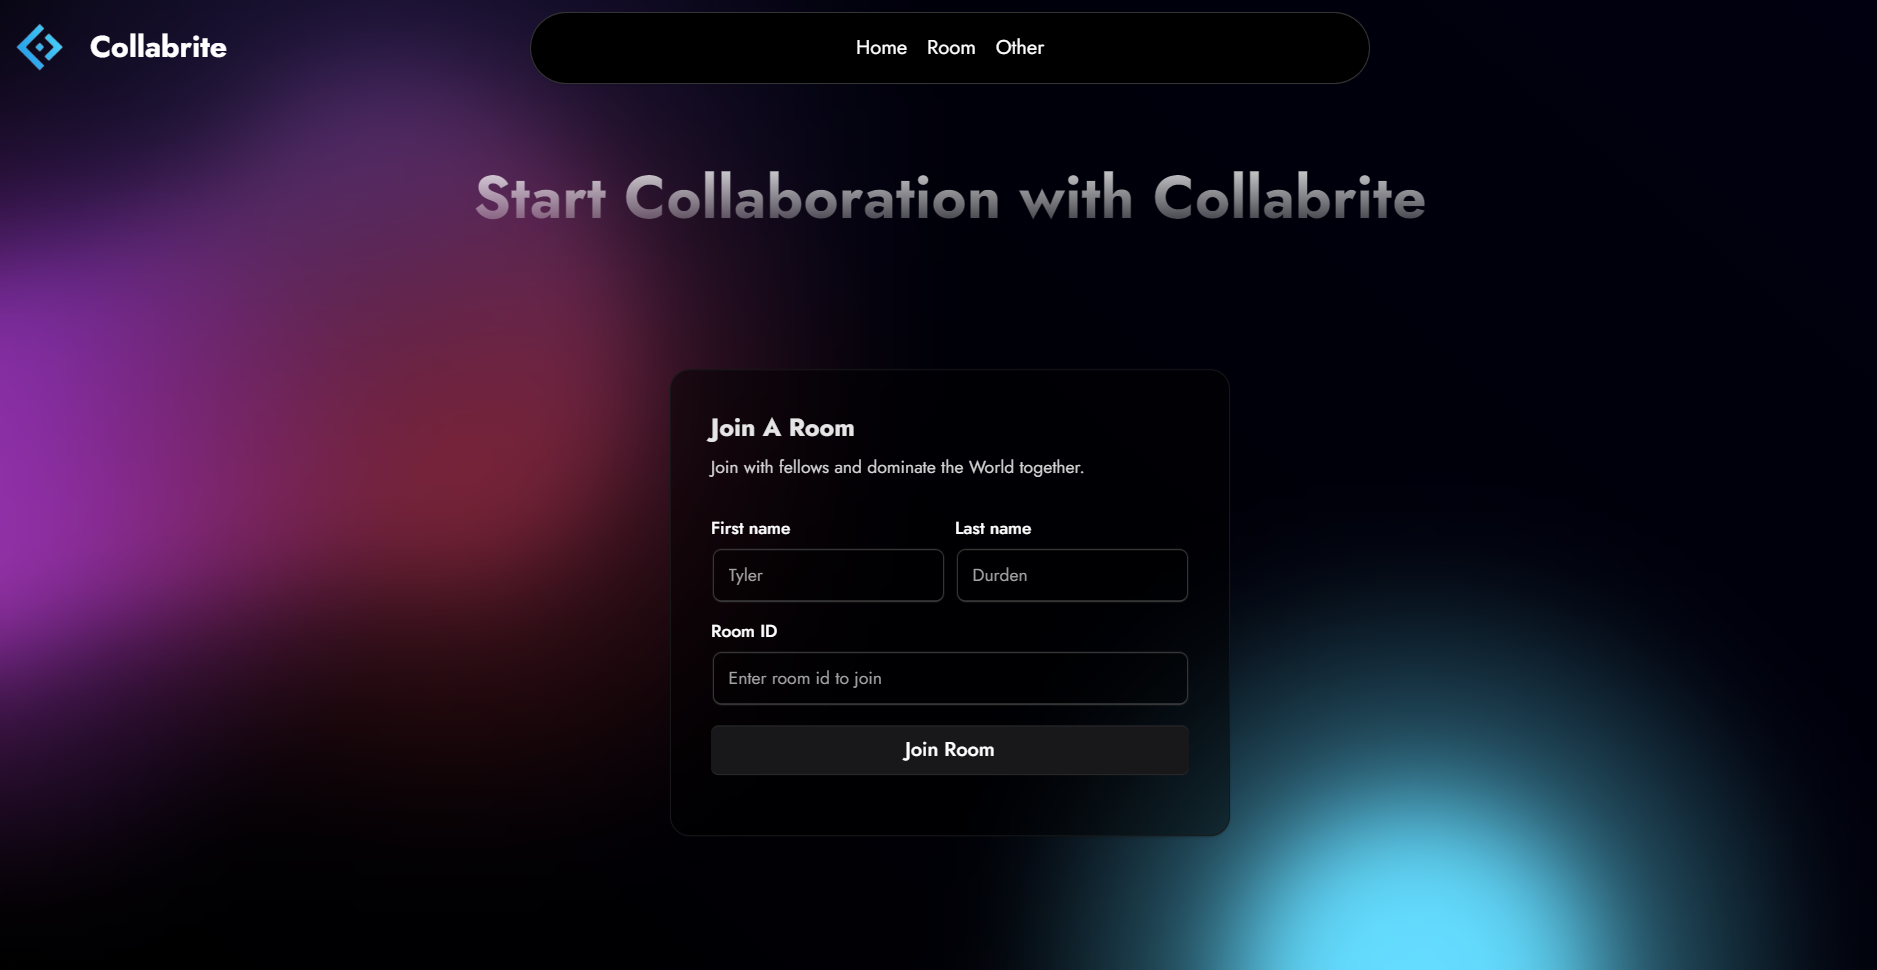 Collabrite
Home Room Other
Start Collaboration with Collabrite
Join A Room
Join with fellows and dominate the World together.
First name Last name
Tyler Durden
Room ID
Enter room id to join
Join Room